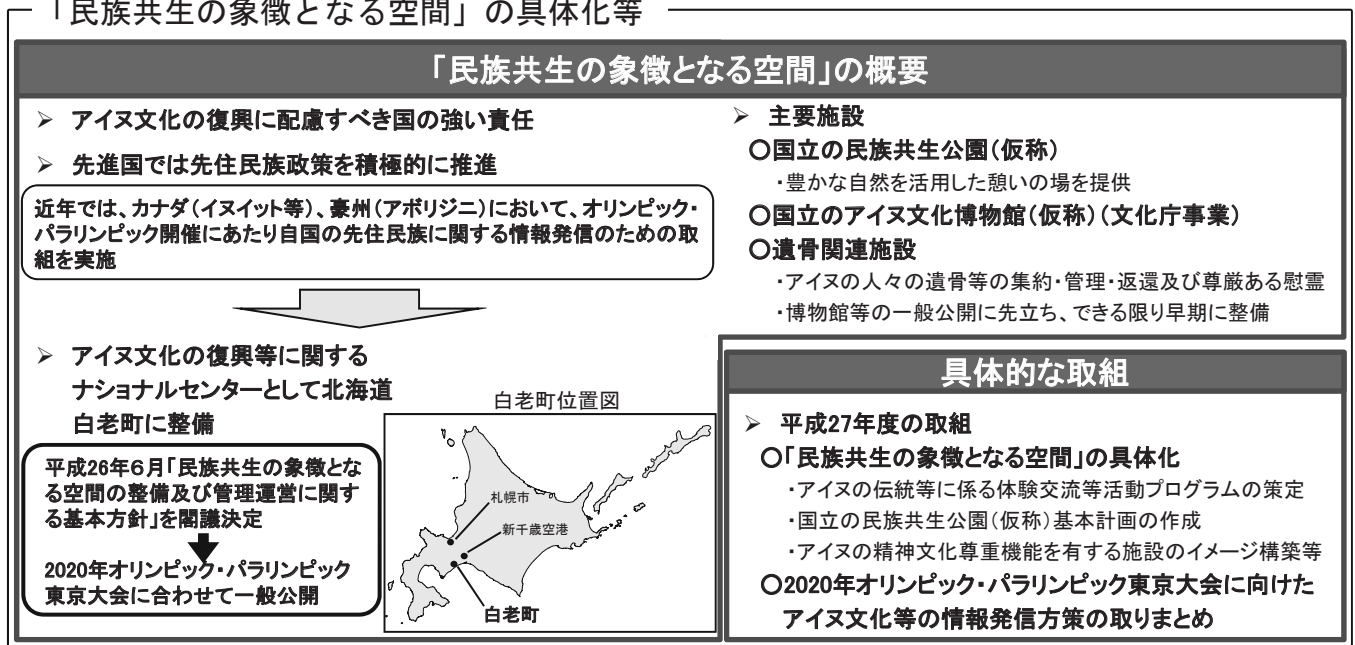 「民族共生の象徴となる空間」の具体化等
「民族共生の象徴となる空間」の概要
➢ アイヌ文化の復興に配慮すべき国の強い責任
➢ 先進国では先住民族政策を積極的に推進
近年では、カナダ(イヌイット等)、豪州(アボリジニ)において、オリンピック・
パラリンピック開催にあたり自国の先住民族に関する情報発信のための取
組を実施
➢ アイヌ文化の復興等に関する
ナショナルセンターとして北海道
白老町に整備
平成26年6月「民族共生の象徴とな
る空間の整備及び管理運営に関す
る基本方針」を閣議決定
2020年オリンピック・パラリンピック
東京大会に合わせて一般公開
白老町位置図
札幌市
新千歳空港
白老町
➢ 主要施設
○国立の民族共生公園(仮称)
・豊かな自然を活用した憩いの場を提供
○国立のアイヌ文化博物館(仮称)(文化庁事業)
○遺骨関連施設
・アイヌの人々の遺骨等の集約・管理・返還及び尊厳ある慰霊
・博物館等の一般公開に先立ち、できる限り早期に整備
具体的な取組
➢ 平成27年度の取組
○「民族共生の象徴となる空間」の具体化
・アイヌの伝統等に係る体験交流等活動プログラムの策定
・国立の民族共生公園(仮称)基本計画の作成
・アイヌの精神文化尊重機能を有する施設のイメージ構築等
○2020年オリンピック・パラリンピック東京大会に向けた
アイヌ文化等の情報発信方策の取りまとめ